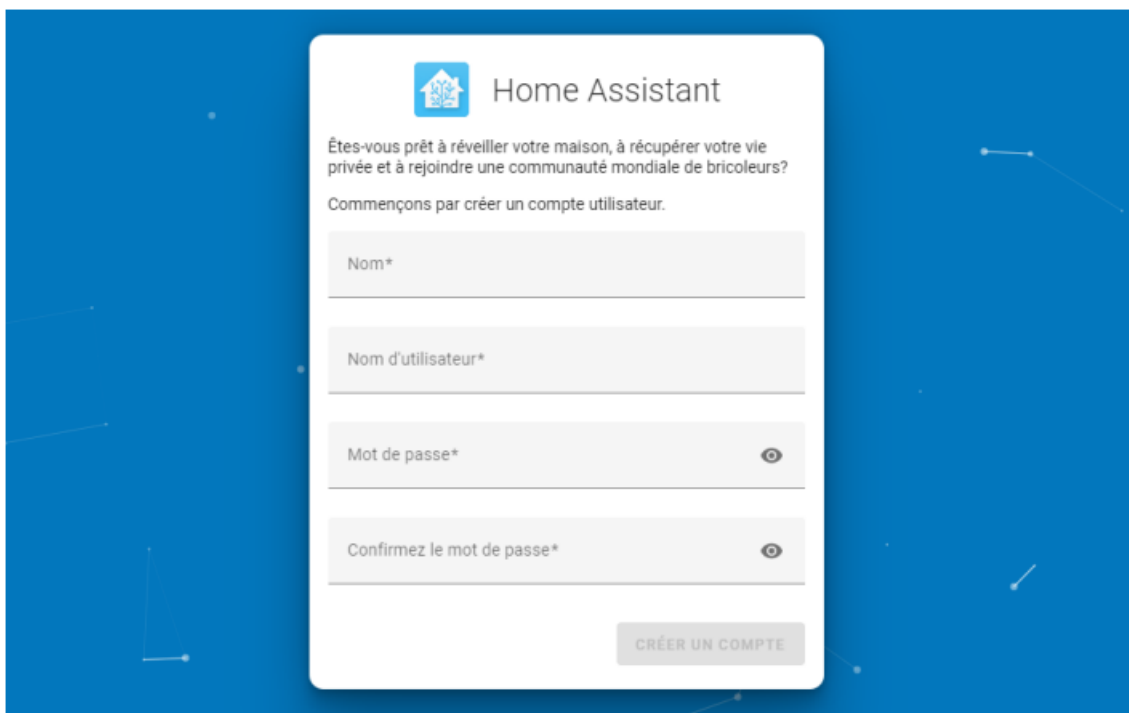 Home Assistant
Êtes-vous prêt à réveiller votre maison, à récupérer votre vie
privée et à rejoindre une communauté mondiale de bricoleurs?
Commençons par créer un compte utilisateur.
Nom*
Nom d'utilisateur*
Mot de passe*
Confirmez le mot de passe*
CRÉER UN COMPTE